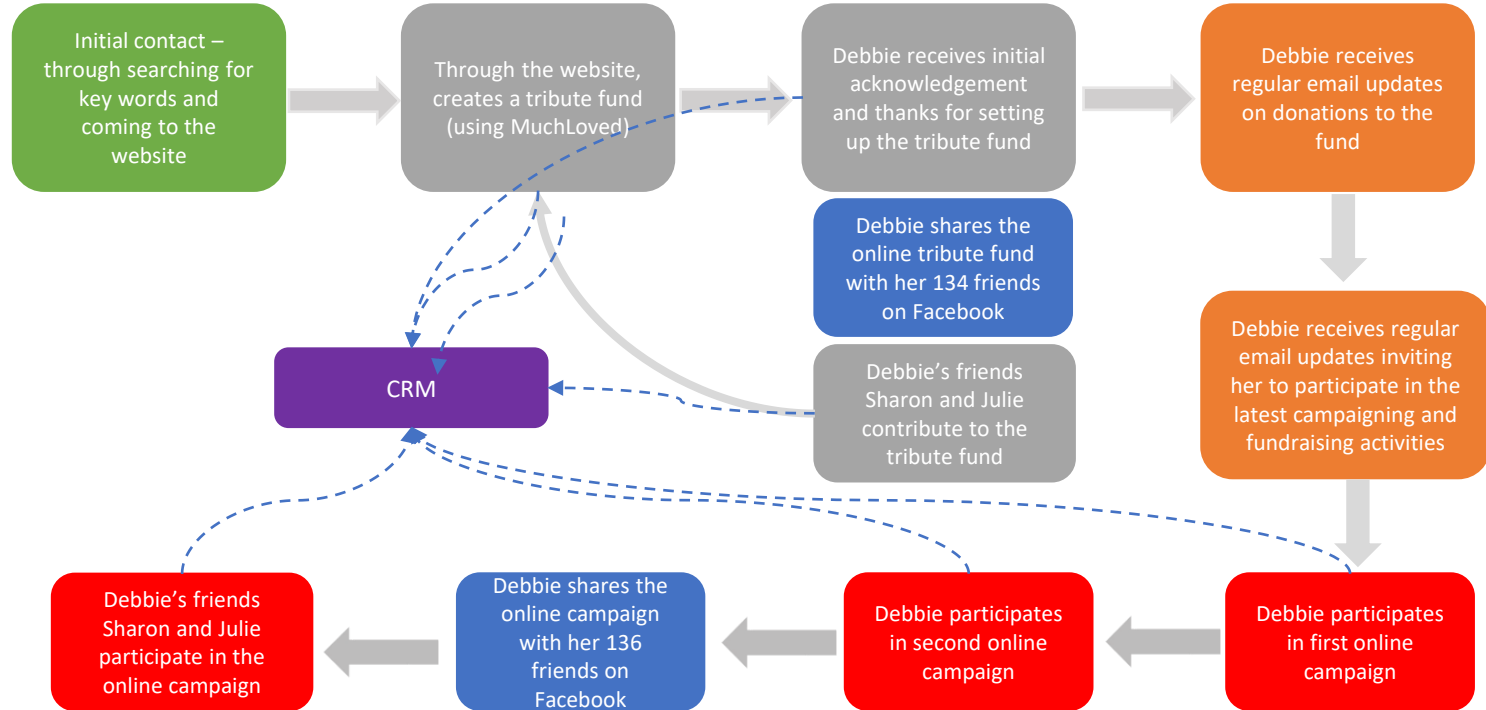 Initial contact –
through searching for
key words and
coming to the
website
Through the website,
creates a tribute fund
(using MuchLoved)
Debbie receives initial
acknowledgement
and thanks for setting
up the tribute fund
Debbie receives
regular email updates
on donations to the
fund
Debbie shares the
online tribute fund
with her 134 friends
on Facebook
Debbie receives regular
email updates inviting
her to participate in the
latest campaigning and
fundraising activities
CRM
Debbie’s friends
Sharon and Julie
contribute to the
tribute fund
Debbie’s friends
Sharon and Julie
participate in the
online campaign
Debbie shares the
online campaign
with her 136
friends on
Facebook
Debbie participates
in second online
campaign
Debbie participates
in first online
campaign